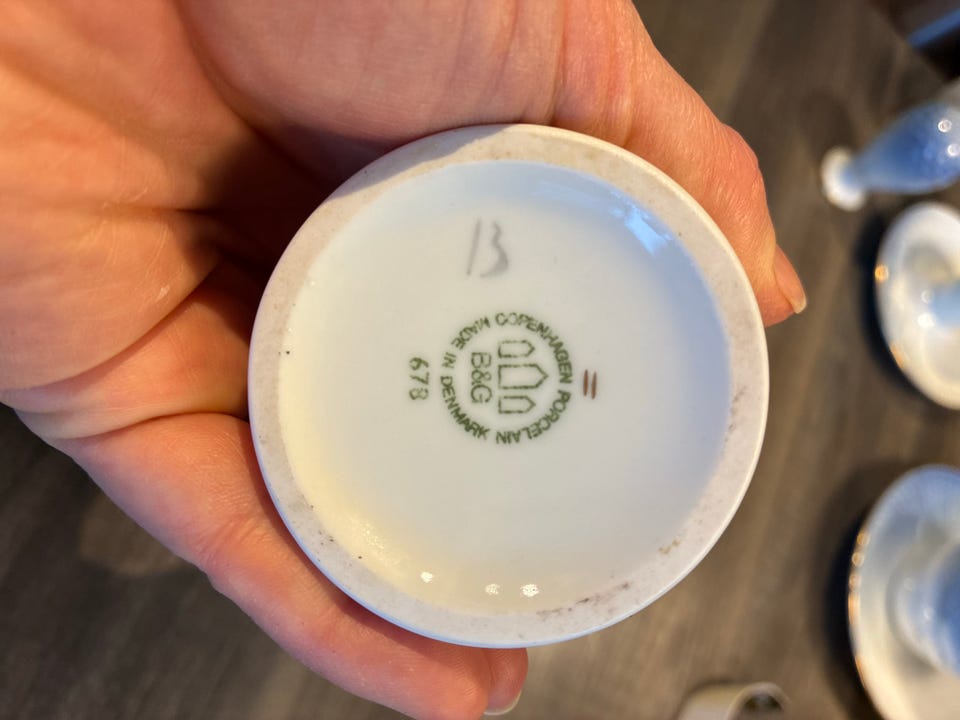 COPENHAGEN PORCELAIN
MADE IN DENMARK
B&G
678
13